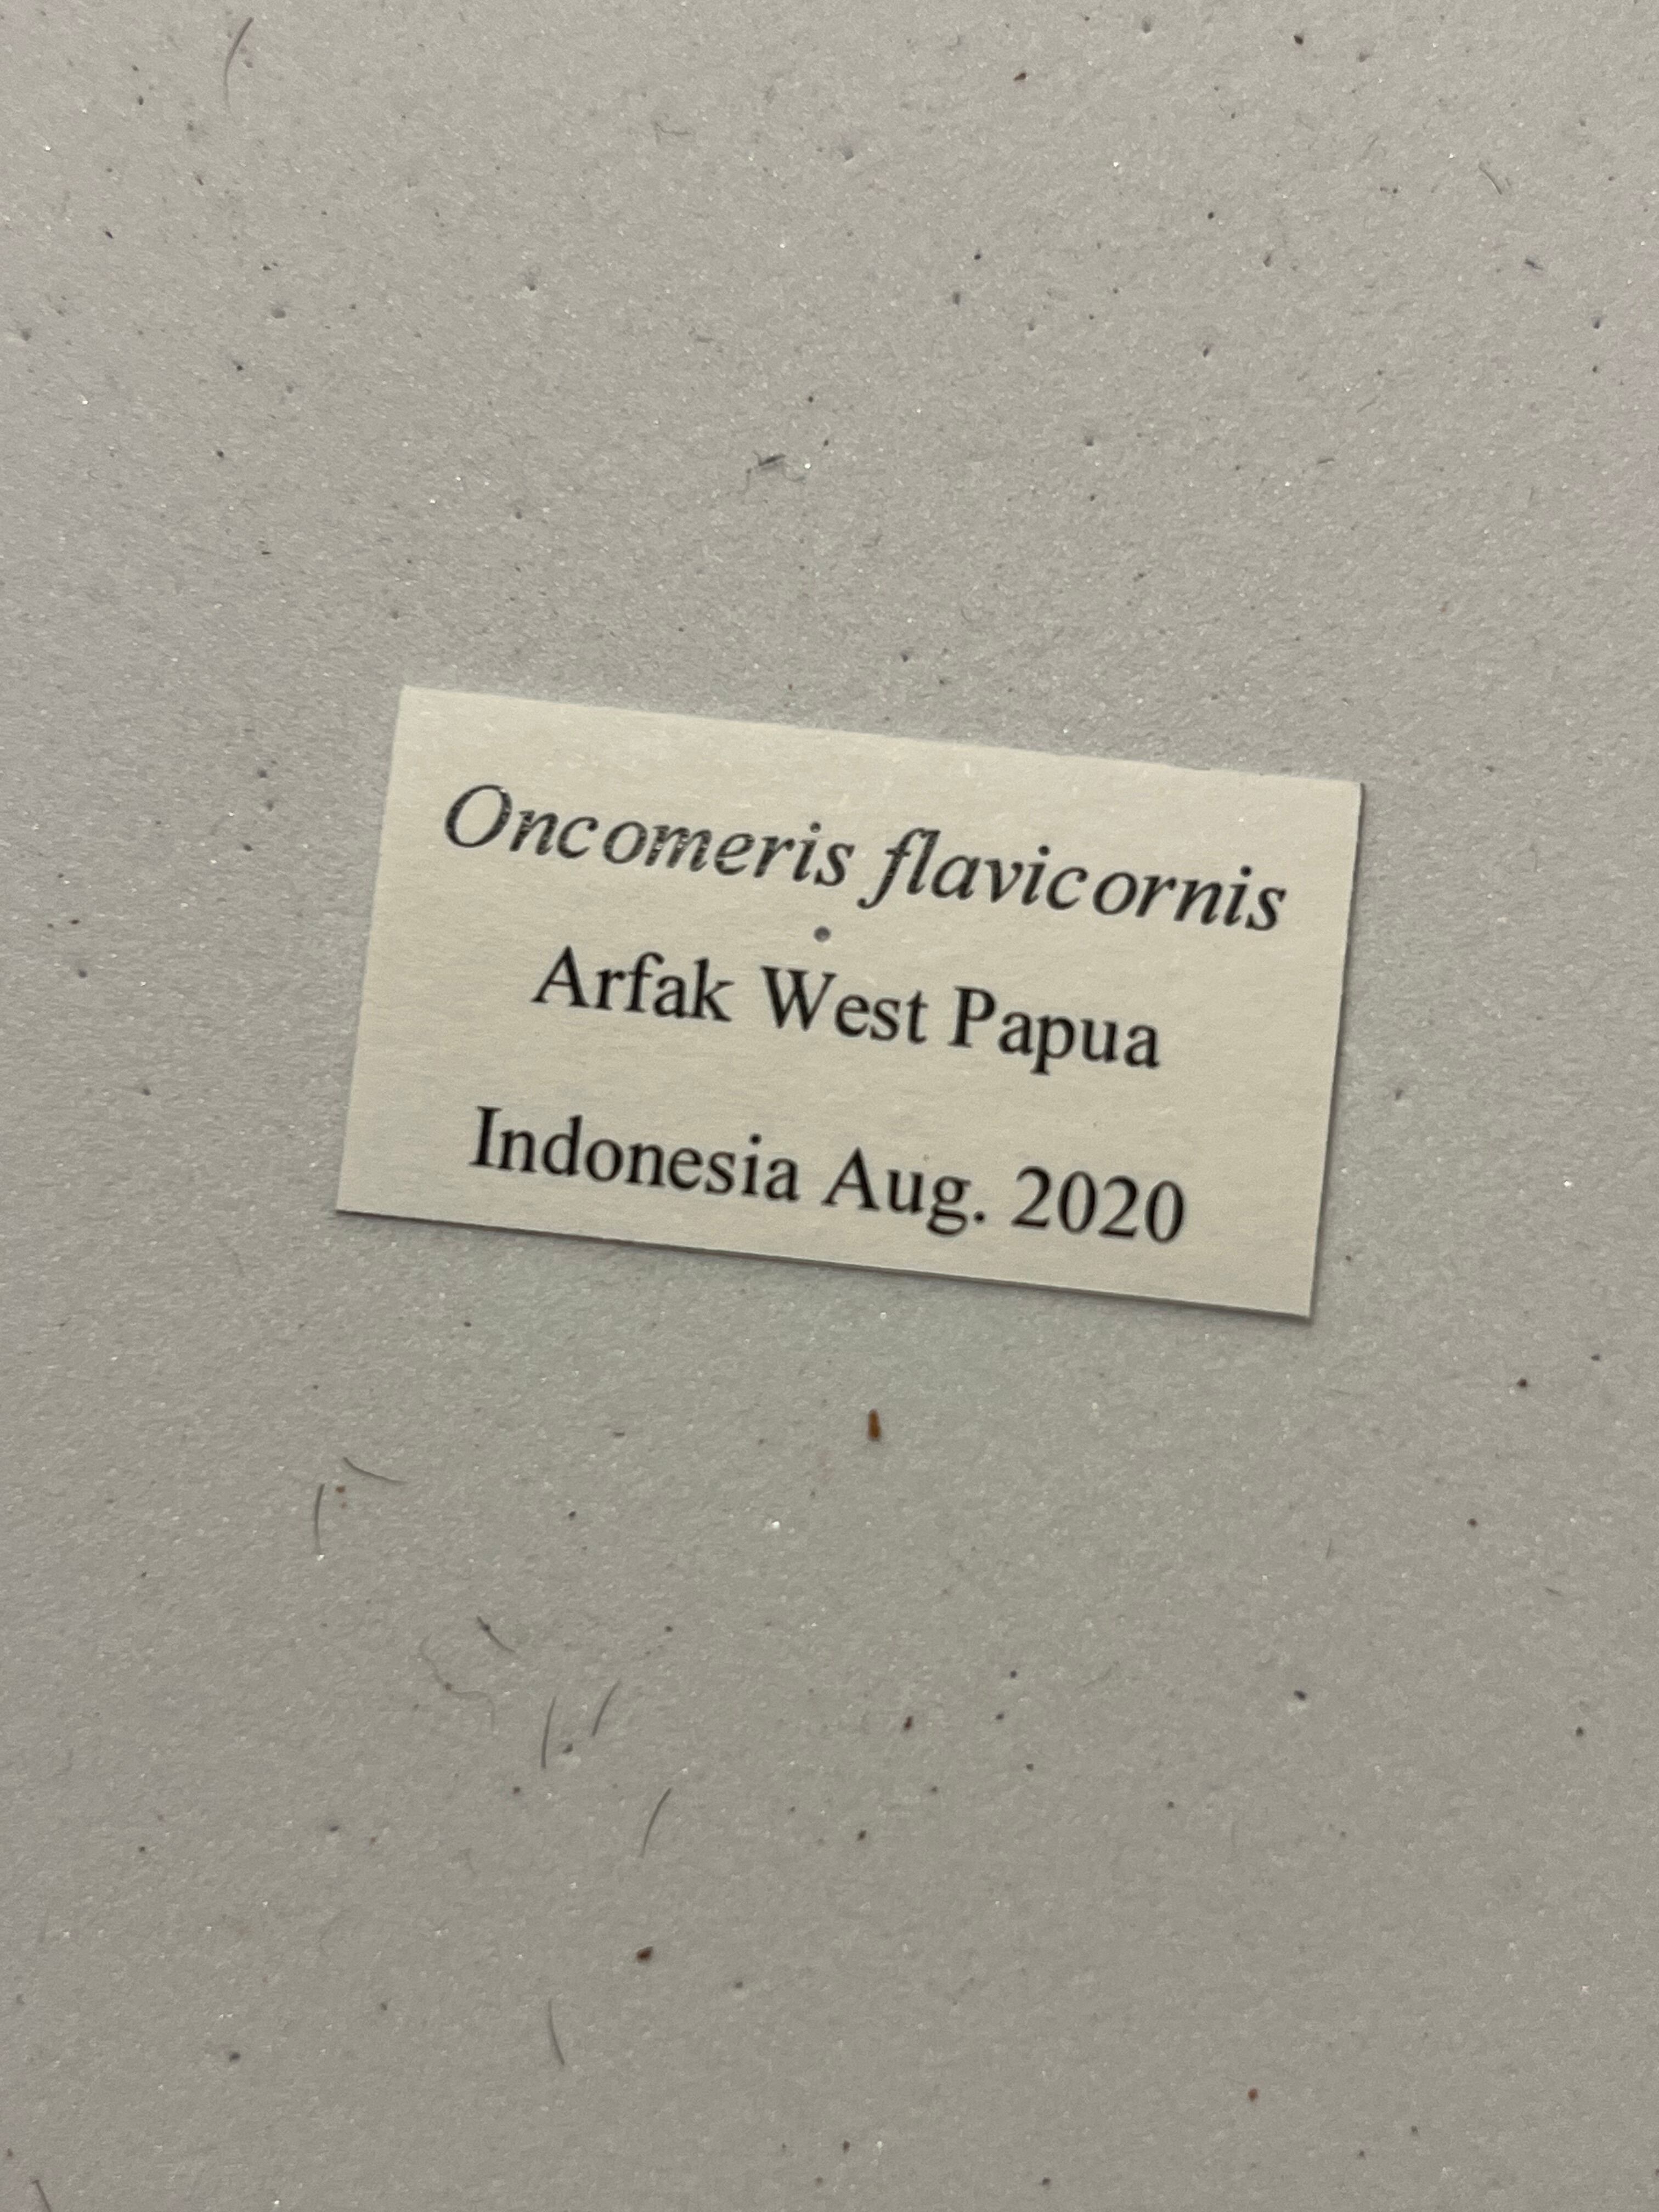 Oncomeris flavicornis
Arfak West Papua
Indonesia Aug. 2020